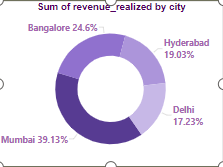 Sum of revenue_realized by city
Bangalore 24.6%
Hyderabad
19.03%
Delhi
17.23%
Mumbai 39.13%